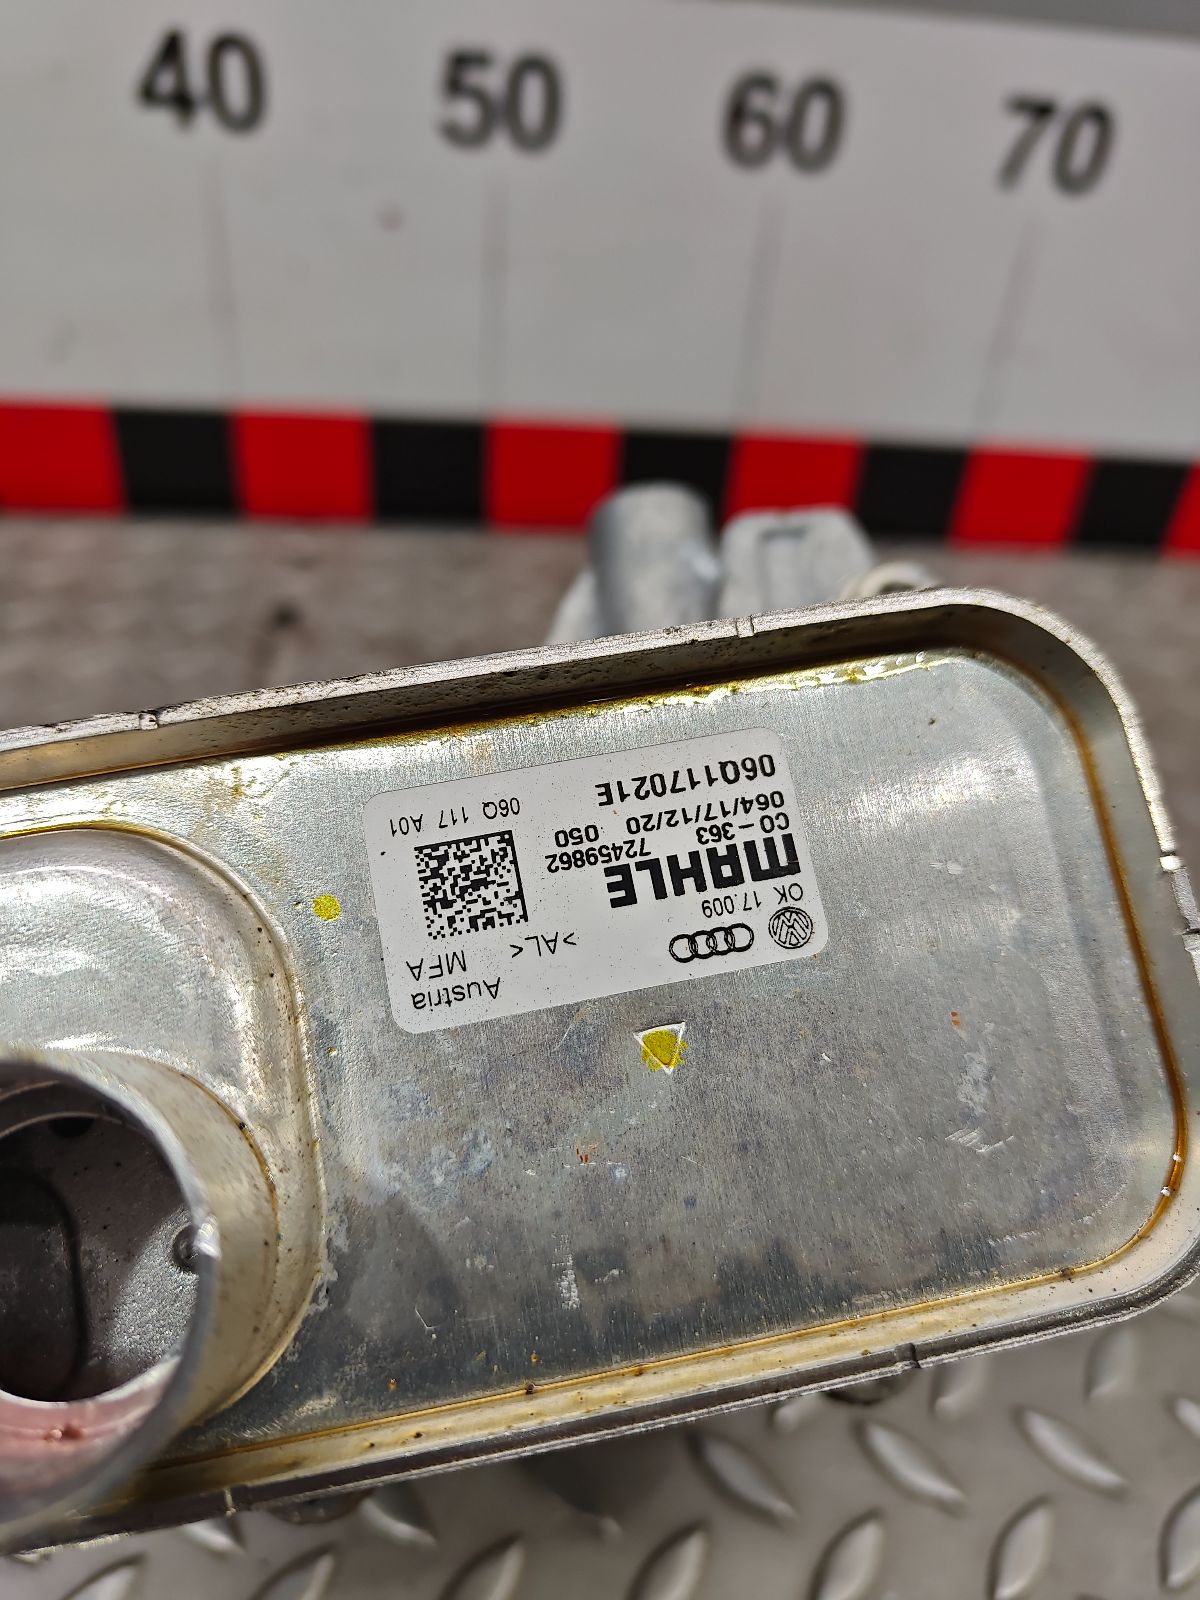 40 50 60 70
Austria
>AL< MFA
OK 17.009
MAHLE
CO-363 72459862
064/17/12/20 050
06Q117021E
06Q 117 A01